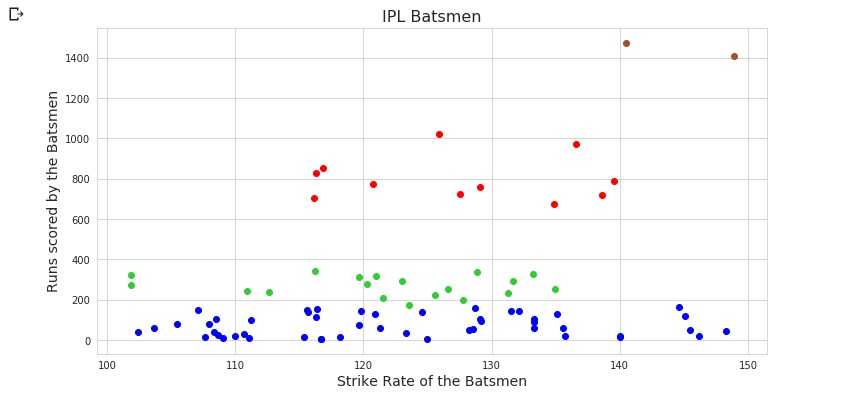 IPL Batsmen
Runs scored by the Batsmen
1400
1200
1000
800
600
400
200
0
100 110 120 130 140 150
Strike Rate of the Batsmen